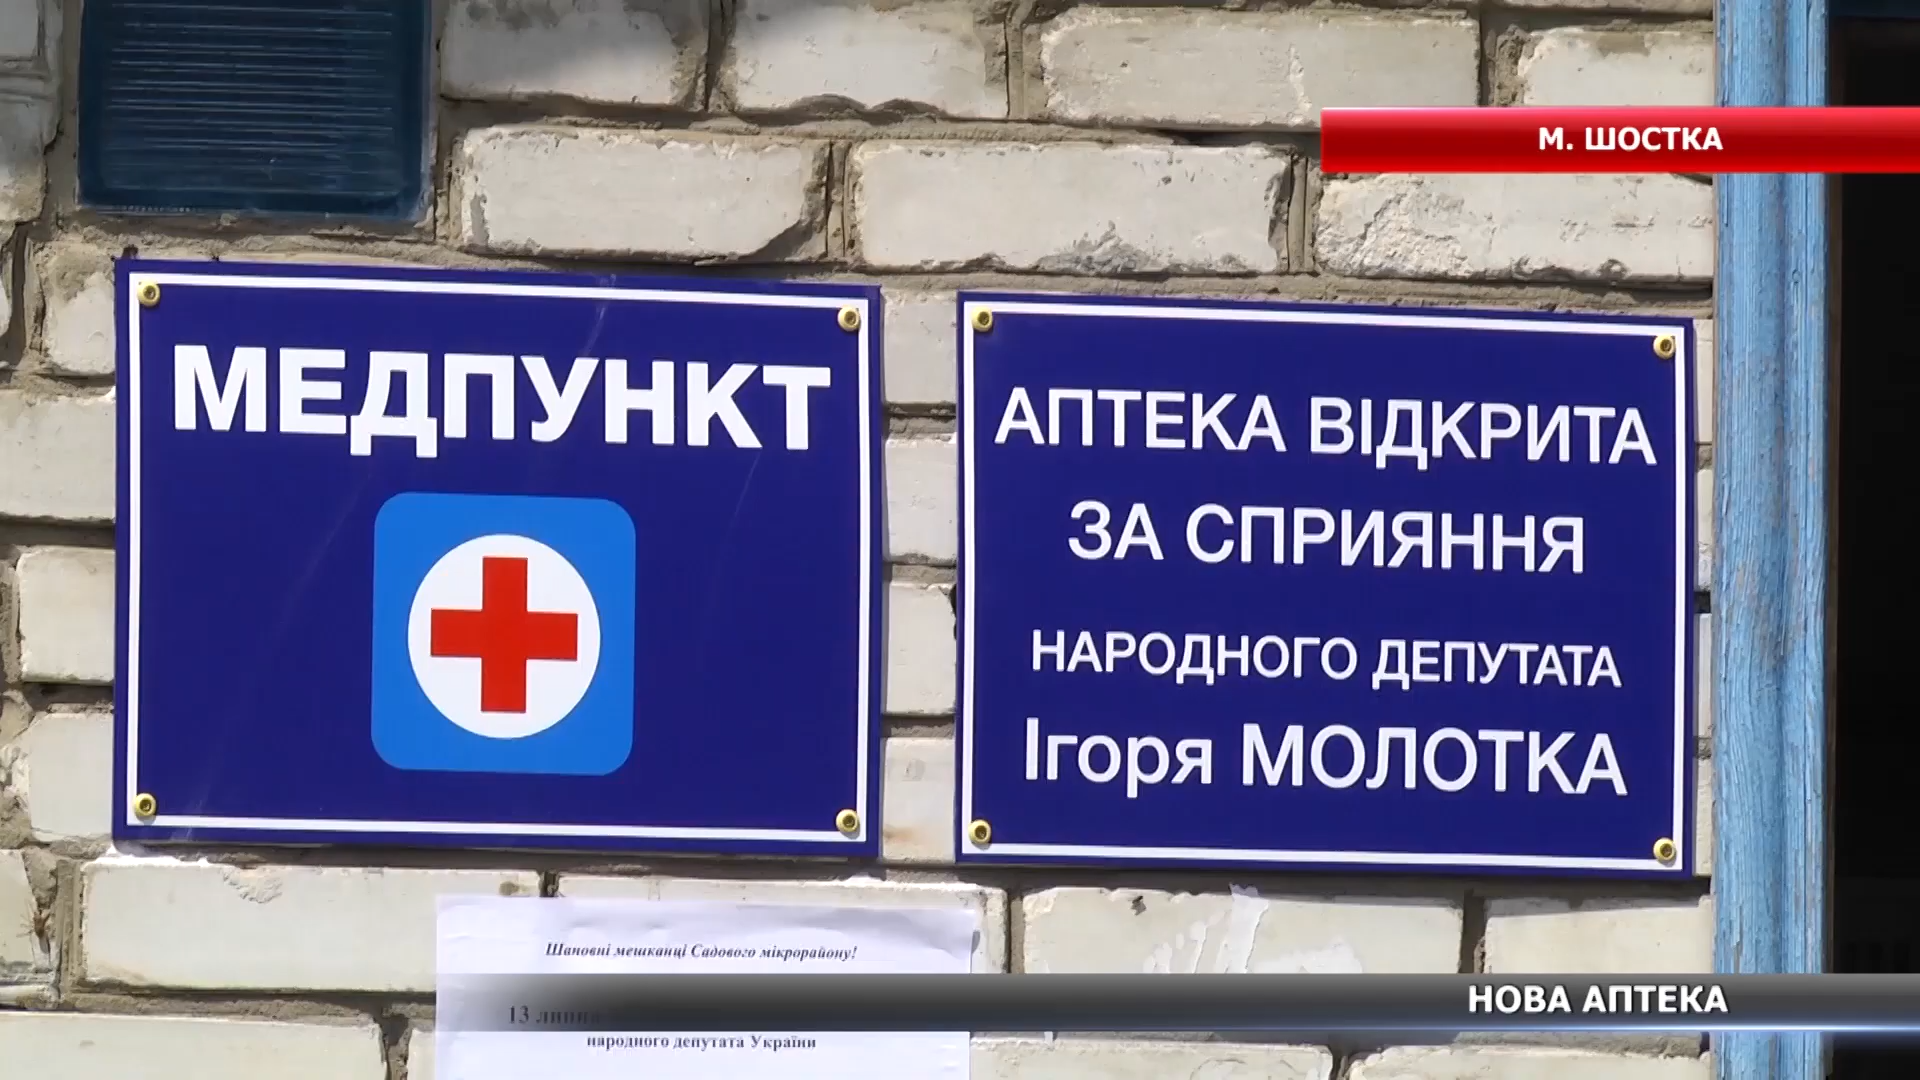 М. ШОСТКА
МЕДПУНКТ
АПТЕКА ВІДКРИТА
ЗА СПРИЯННЯ
НАРОДНОГО ДЕПУТАТА
Ігоря МОЛОТКА
Шановні мешканці Садового мікрорайону!
13 липня
народного депутата України
НОВА АПТЕКА